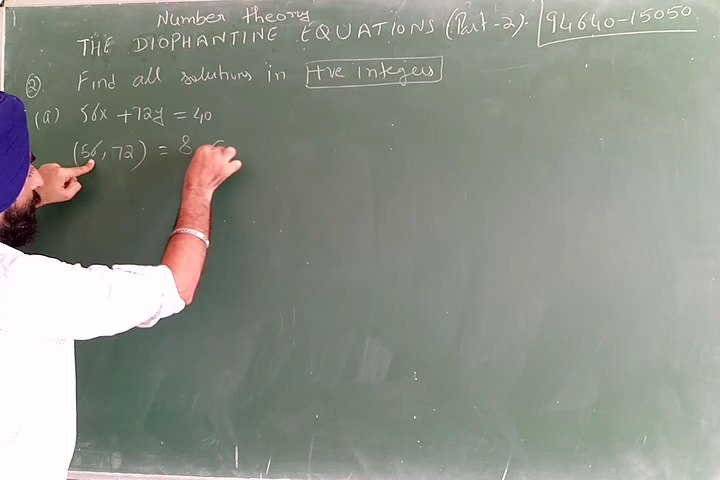 Number theory
THE DIOPHANTINE EQUATIONS (Part-2). 94640-15050
② Find all solutions in +ve integers
(a) 56x + 72y = 40
(56, 72) = 8